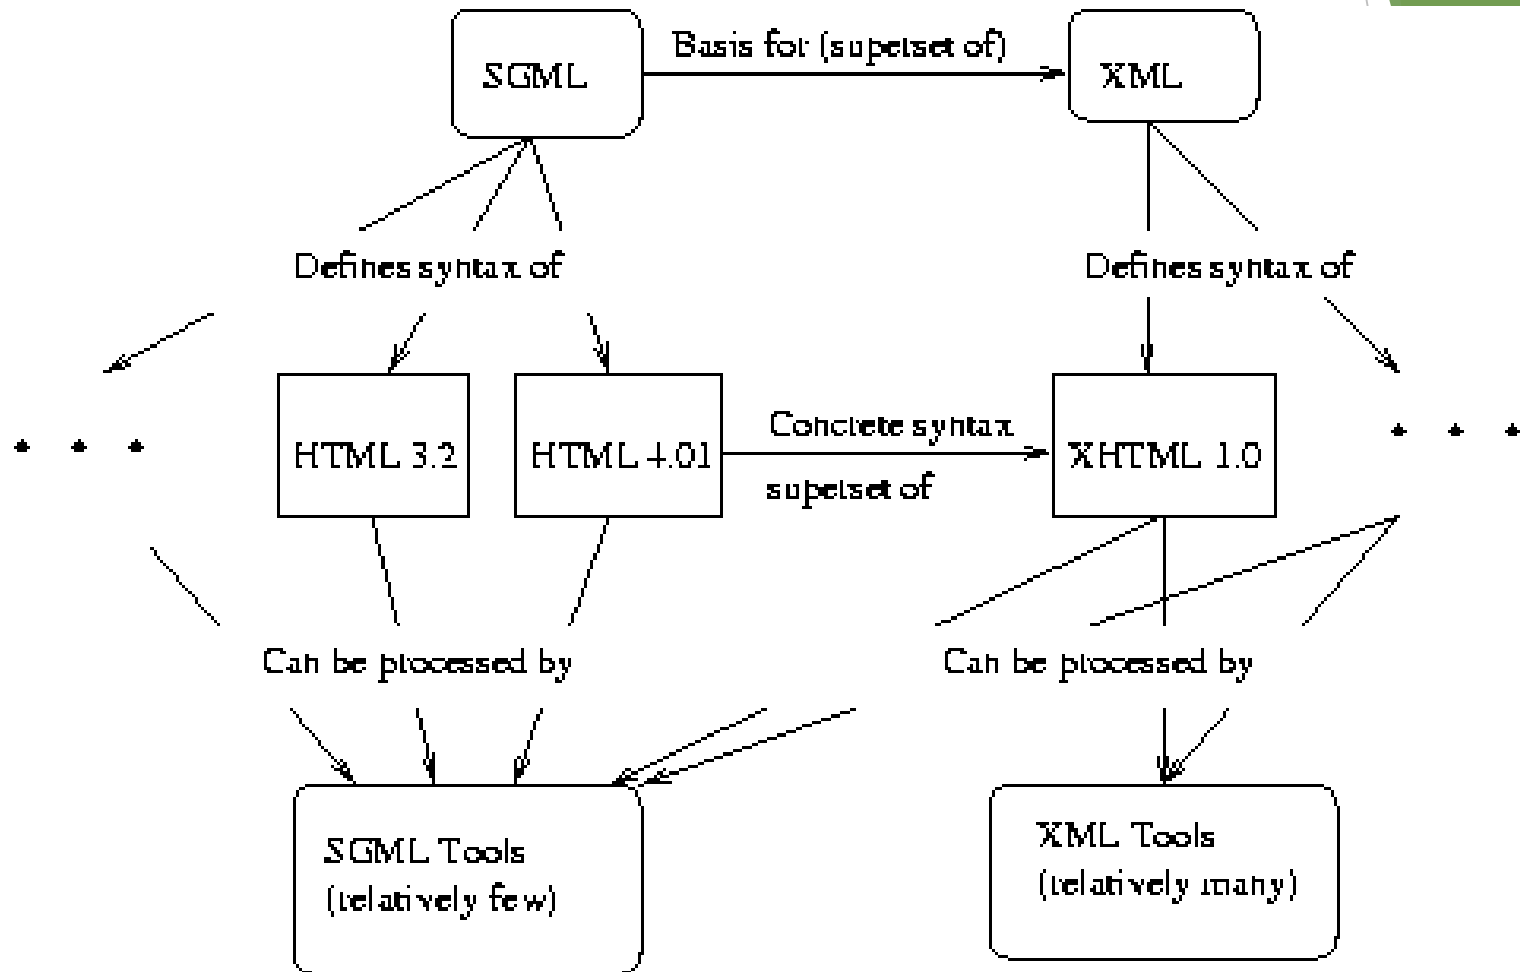 Basis for (superset of)
SGML
XML
Defines syntax of
Defines syntax of
Concrete syntax
HTML 3.2
HTML 4.01
XHTML 1.0
superset of
Can be processed by
Can be processed by
SGML Tools
(relatively few)
XML Tools
(relatively many)